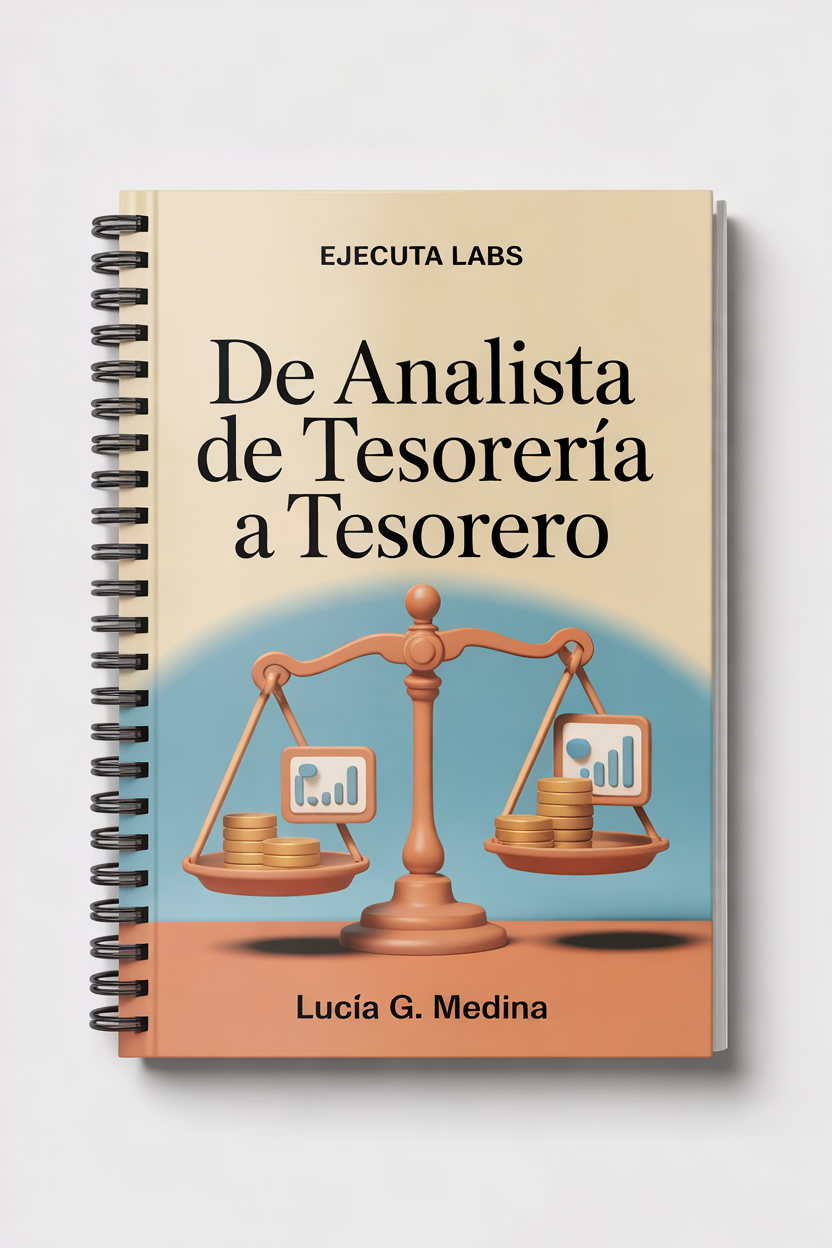 EJECUTA LABS
De Analista
de Tesorería
a Tesorero
Lucía G. Medina